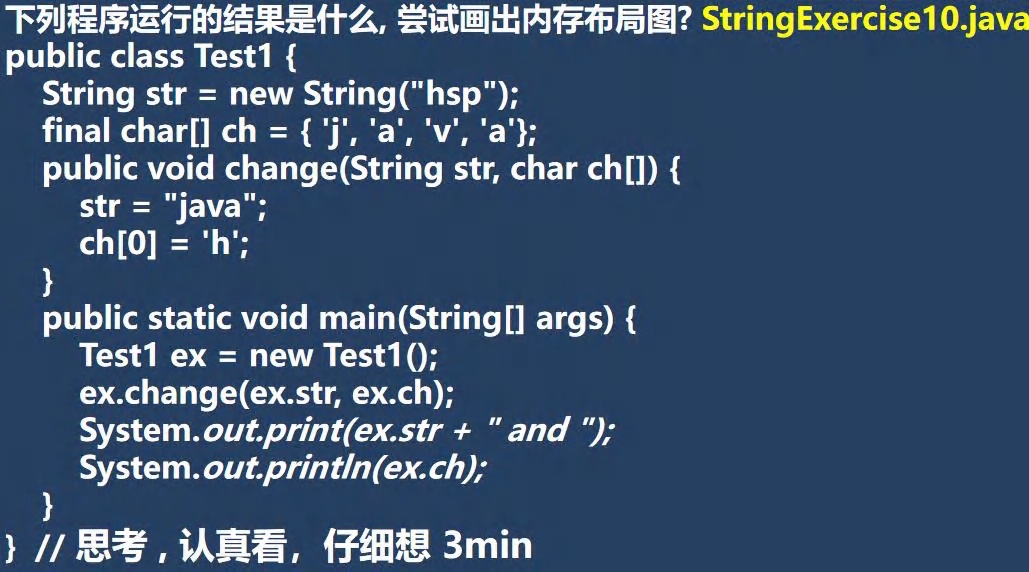 下列程序运行的结果是什么, 尝试画出内存布局图? StringExercise10.java
public class Test1 {
String str = new String("hsp");
final char[] ch = { 'j', 'a', 'v', 'a'};
public void change(String str, char ch[]) {
str = "java";
ch[0] = 'h';
}
public static void main(String[] args) {
Test1 ex = new Test1();
ex.change(ex.str, ex.ch);
System.out.print(ex.str + " and ");
System.out.println(ex.ch);
}
} // 思考 , 认真看，仔细想 3min